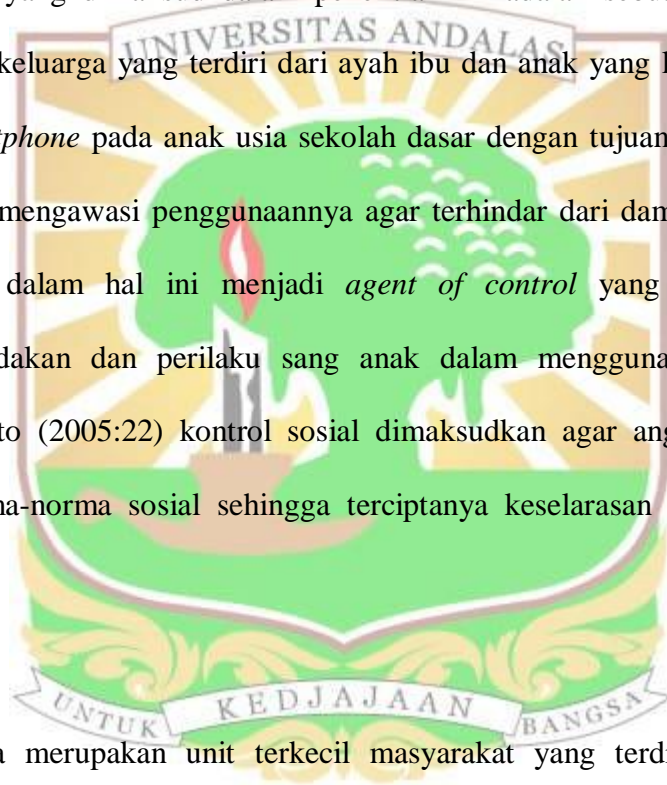 UNIVERSITAS ANDALAS
keluarga yang terdiri dari ayah ibu dan anak yang
phone pada anak usia sekolah dasar dengan tujuan
mengawasi penggunaannya agar terhindar dari
dalam hal ini menjadi agent of control yang
dakan dan perilaku sang anak dalam mengguna
to (2005:22) kontrol sosial dimaksudkan agar
na-norma sosial sehingga terciptanya keselarasan
UNTUK KEDJAJAAN BANGSA
merupakan unit terkecil masyarakat yang